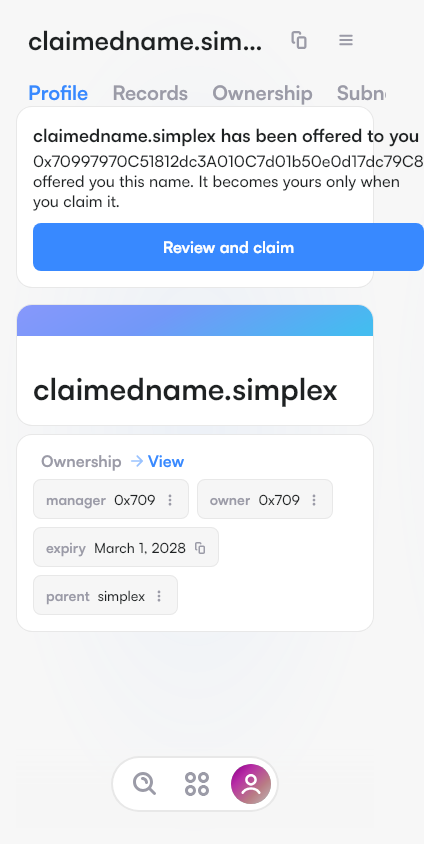 claimedname.sim...
Profile Records Ownership Subn
claimedname.simplex has been offered to you
0x70997970C51812dc3A010C7d01b50e0d17dc79C8
offered you this name. It becomes yours only when
you claim it.
Review and claim
claimedname.simplex
Ownership → View
manager 0x709 owner 0x709
expiry March 1, 2028
parent simplex